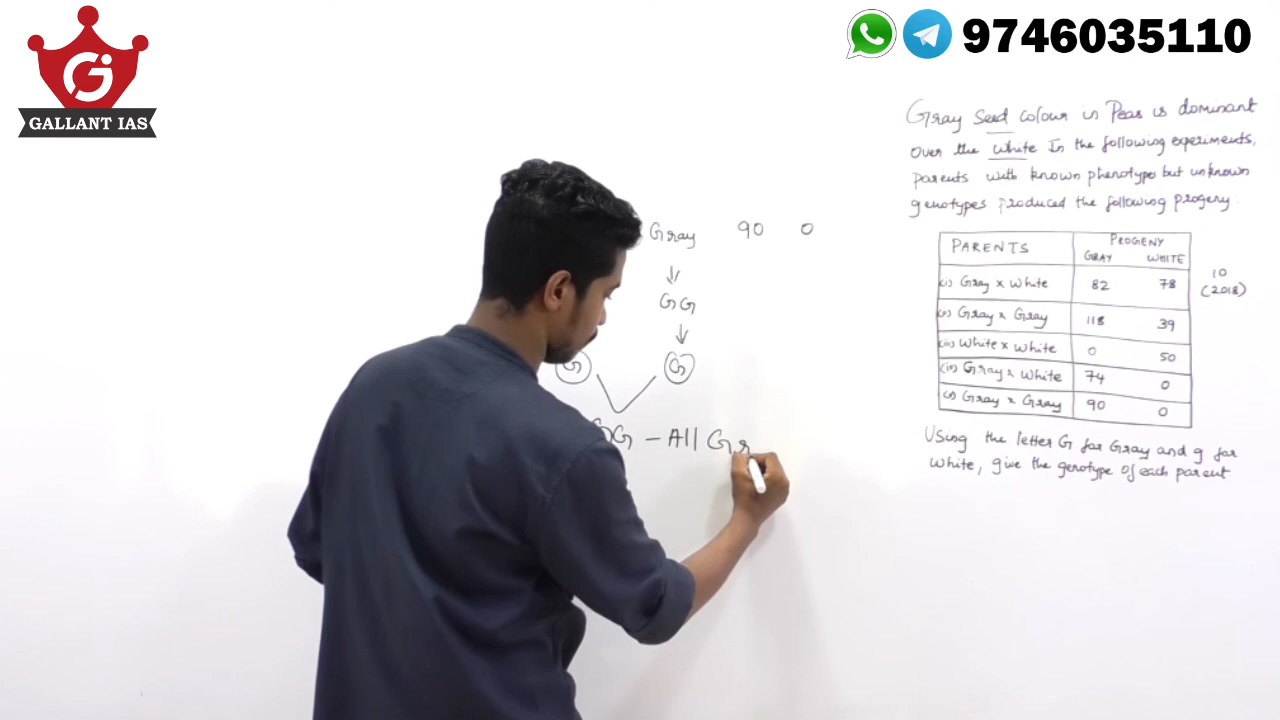 GALLANT IAS
9746035110
Gray 90 0
GG
G G
GG - All Gr
Gray Seed colour in Peas is dominant
over the white In the following experiments,
parents with known phenotype but unknown
genotypes produced the following progeny:
PARENTS PROGENY
GRAY WHITE
(i) Gray x White 82 78
Gray x Gray 118 39
White x White 0 50
Gray x White 74 0
Gray x Gray 90 0
10
(2018)
Using the letter G for Gray and g for
white, give the genotype of each parent